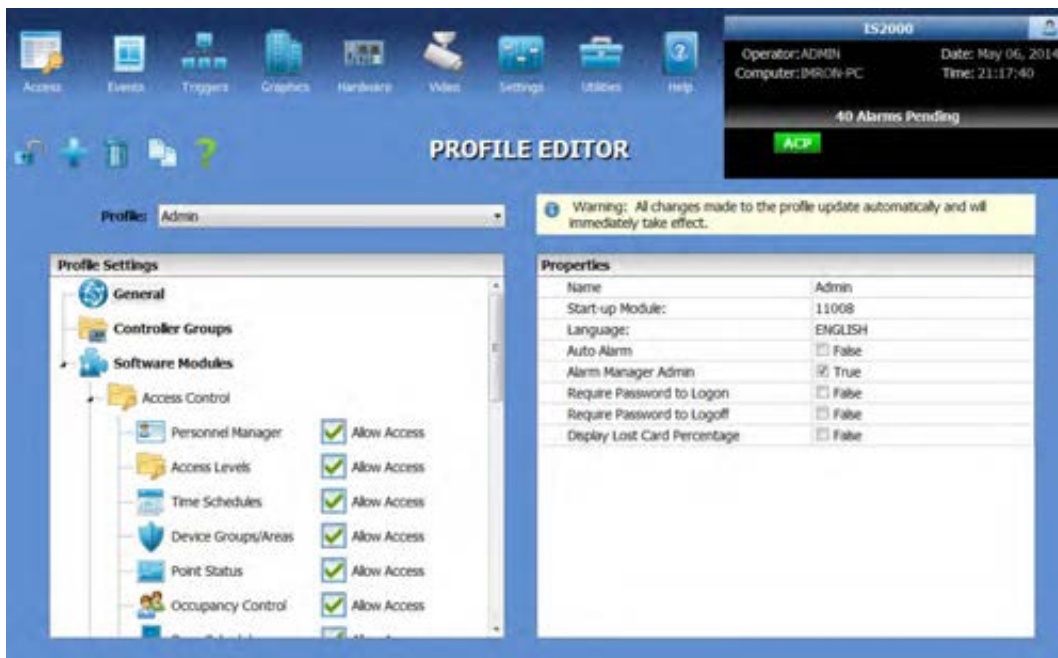 IS2000
Operator: ADMIN Date: May 06, 2014
Computer: IMRON-PC Time: 21:17:40
40 Alarms Pending
ACP
Access Events Triggers Graphics Hardware Video Settings Utilities Help
PROFILE EDITOR
Profile: Admin
Warning: All changes made to the profile update automatically and will
immediately take effect.
Profile Settings
General
Controller Groups
Software Modules
Access Control
Personnel Manager Allow Access
Access Levels Allow Access
Time Schedules Allow Access
Device Groups/Areas Allow Access
Point Status Allow Access
Occupancy Control Allow Access
Properties
Name Admin
Start-up Module: 11008
Language: ENGLISH
Auto Alarm False
Alarm Manager Admin True
Require Password to Logon False
Require Password to Logoff False
Display Lost Card Percentage False